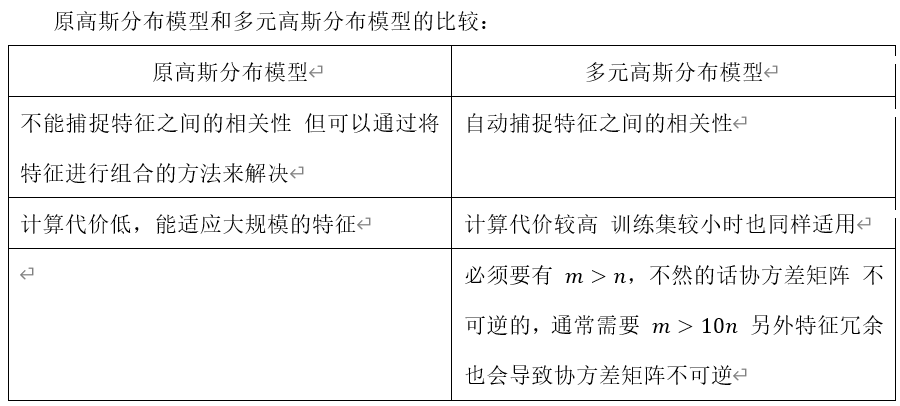 原高斯分布模型和多元高斯分布模型的比较：
原高斯分布模型
多元高斯分布模型
不能捕捉特征之间的相关性 但可以通过将
特征进行组合的方法来解决
自动捕捉特征之间的相关性
计算代价低，能适应大规模的特征
计算代价较高 训练集较小时也同样适用
必须要有 m > n，不然的话协方差矩阵 不
可逆的，通常需要 m > 10n 另外特征冗余
也会导致协方差矩阵不可逆